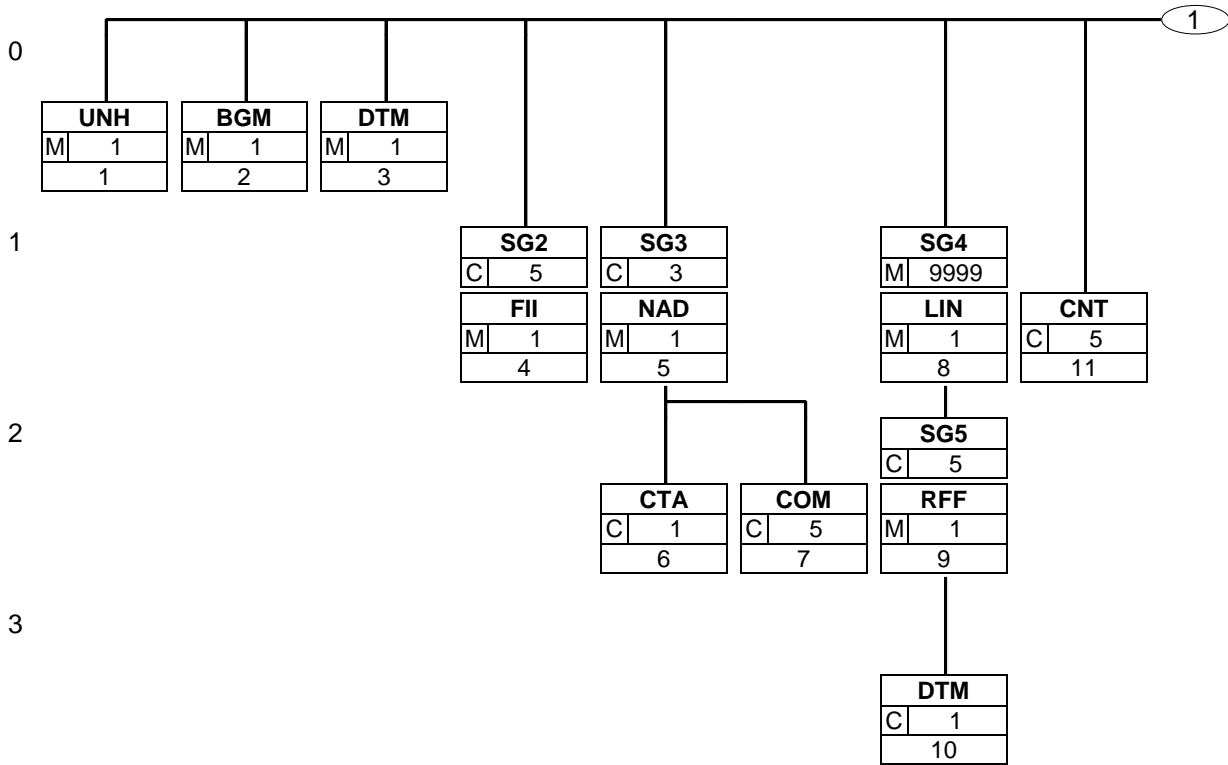 1
0
UNH BGM DTM
M 1 M 1 M 1
1 2 3
1
SG2 SG3 SG4
C 5 C 3 M 9999
FII NAD LIN CNT
M 1 M 1 M 1 C 5
4 5 8 11
2
SG5
C 5
CTA COM RFF
C 1 C 5 M 1
6 7 9
3
DTM
C 1
10